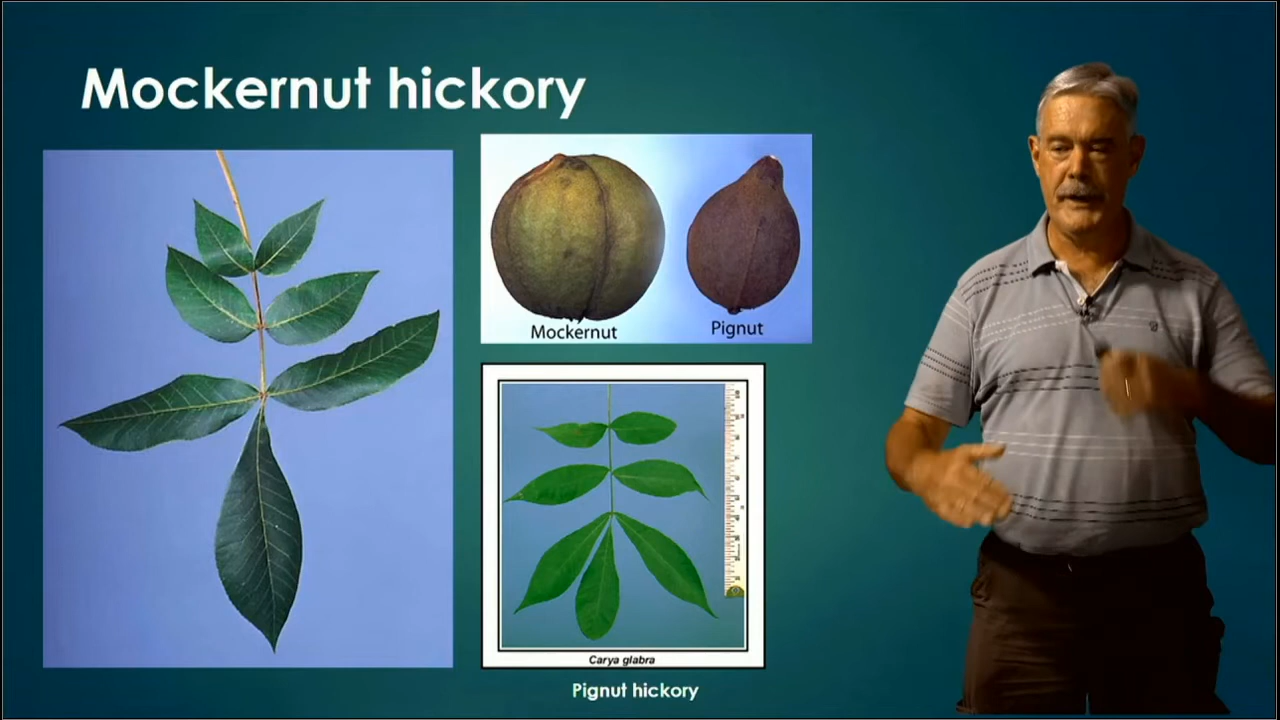 Mockernut hickory
Mockernut
Pignut
Carya glabra
Pignut hickory